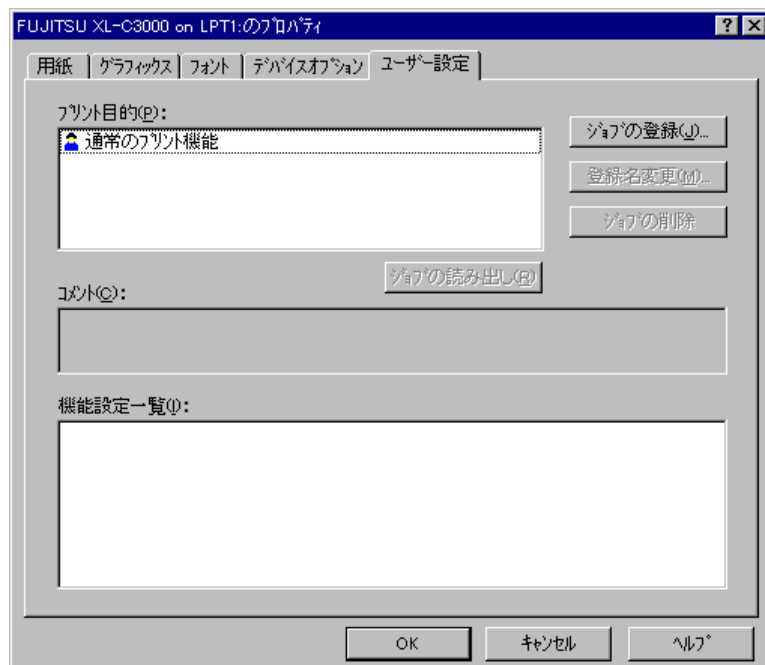 FUJITSU XL-C3000 on LPT1:のﾌﾟﾛﾊﾟﾃｨ
用紙 ｸﾞﾗﾌｨｯｸｽ ﾌｫﾝﾄ ﾃﾞﾊﾞｲｽｵﾌﾟｼｮﾝ ﾕｰｻﾞｰ設定
ﾌﾟﾘﾝﾄ目的(P):
通常のﾌﾟﾘﾝﾄ機能
ｼﾞｮﾌﾞの登録(J)...
登録名変更(M)...
ｼﾞｮﾌﾞの削除
ｼﾞｮﾌﾞの読み出し(R)
ｺﾒﾝﾄ(C):
機能設定一覧(I):
OK ｷｬﾝｾﾙ ﾍﾙﾌﾟ